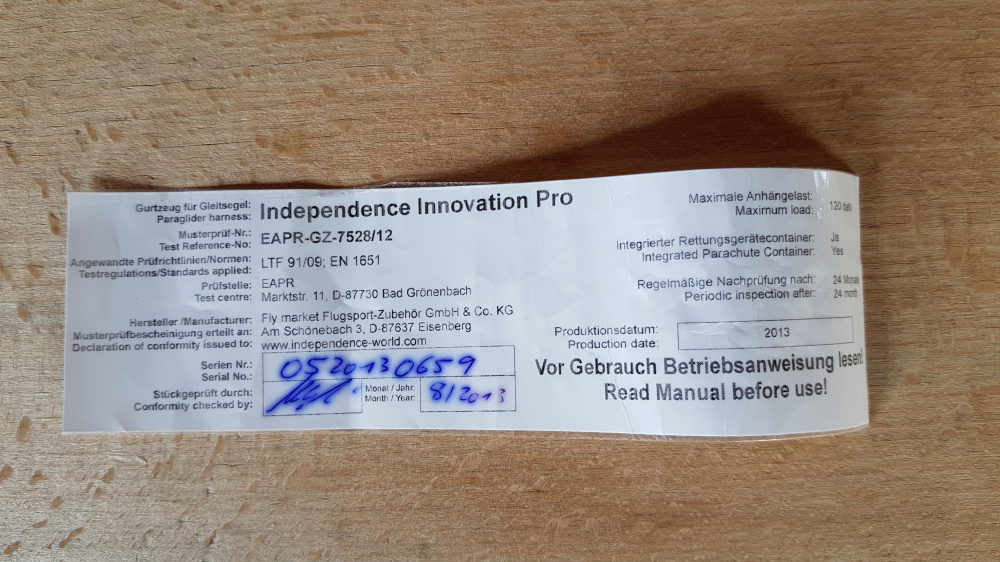 Gurtzeug für Gleitsegel:
Paraglider harness:
Independence Innovation Pro
Musterprüf-Nr.:
Test Reference-No:
EAPR-GZ-7528/12
Angewandte Prüfrichtlinien/Normen:
Testregulations/Standards applied:
LTF 91/09; EN 1651
Prüfstelle:
Test centre:
EAPR
Marktstr. 11, D-87730 Bad Grönenbach
Hersteller /Manufacturer:
Musterprüfbescheinigung erteilt an:
Declaration of conformity issued to:
Fly market Flugsport-Zubehör GmbH & Co. KG
Am Schönebach 3, D-87637 Eisenberg
www.independence-world.com
Serien Nr.:
Serial No.:
0520130659
Stückgeprüft durch:
Conformity checked by:
Monat / Jahr:
Month / Year:
8/2013
Maximale Anhängelast:
Maximum load:
120 daN
Integrierter Rettungsgerätecontainer:
Integrated Parachute Container:
Ja
Yes
Regelmäßige Nachprüfung nach:
Periodic inspection after:
24 Monate
24 month
Produktionsdatum:
Production date:
2013
Vor Gebrauch Betriebsanweisung lesen!
Read Manual before use!